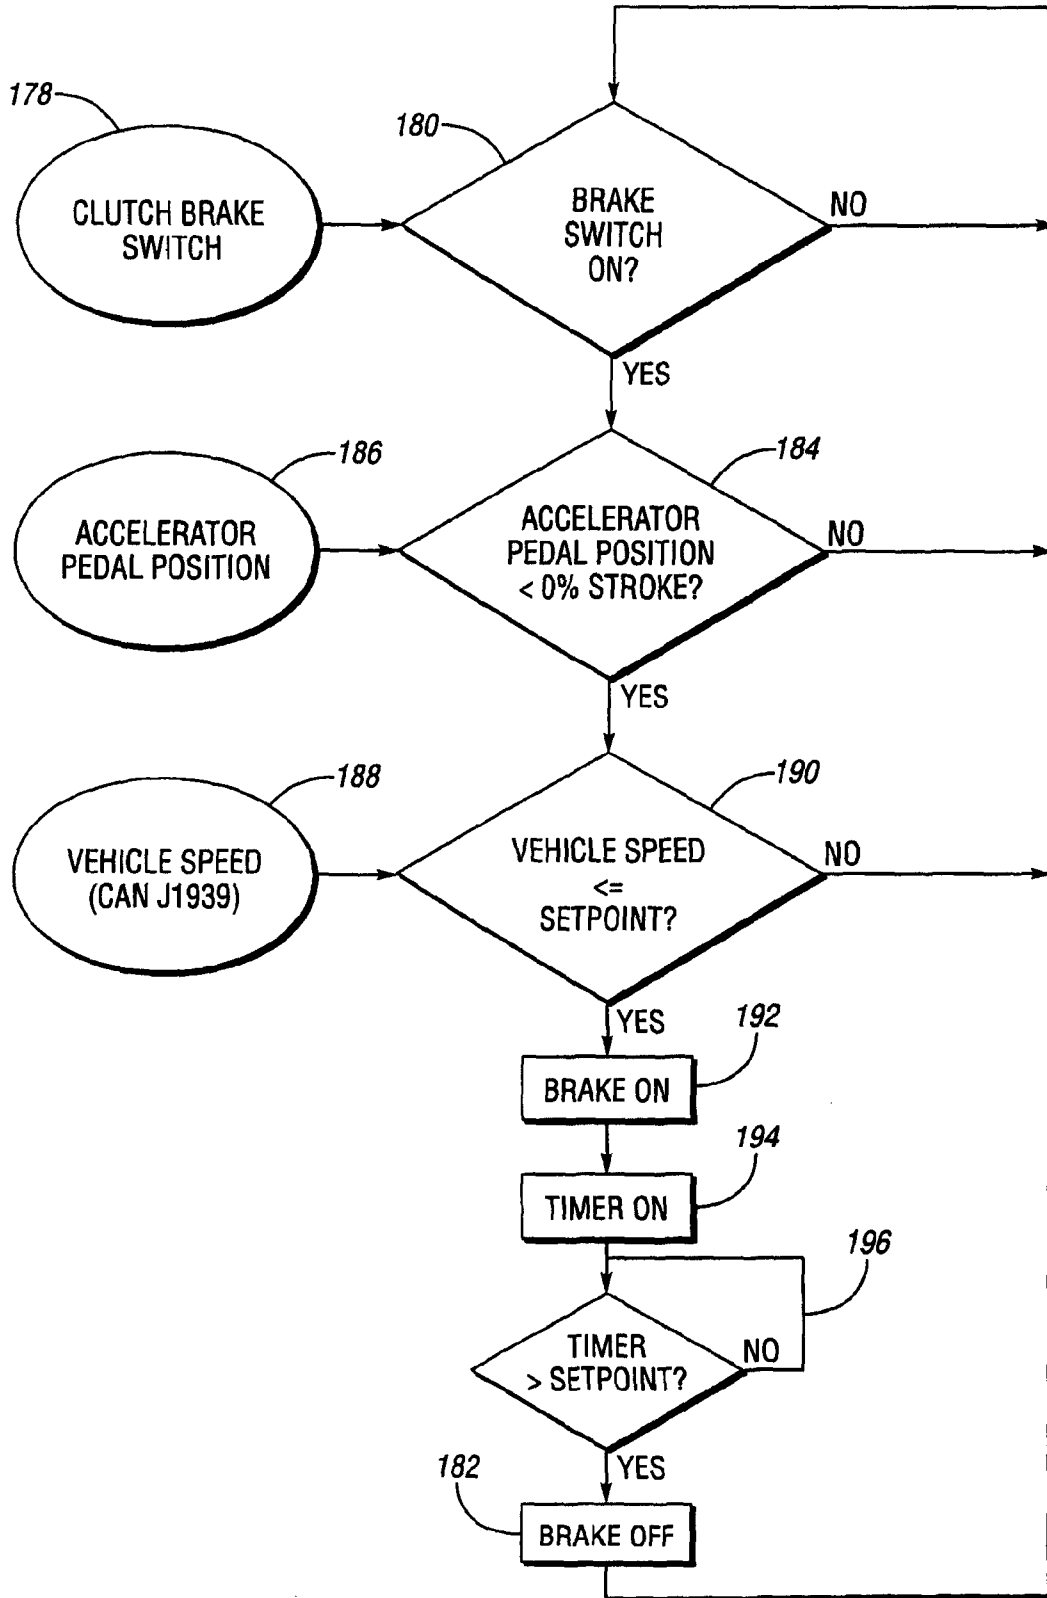 178
CLUTCH BRAKE
SWITCH
180
BRAKE
SWITCH
ON?
NO
YES
186
ACCELERATOR
PEDAL POSITION
184
ACCELERATOR
PEDAL POSITION
< 0% STROKE?
NO
YES
188
VEHICLE SPEED
(CAN J1939)
190
VEHICLE SPEED
<=
SETPOINT?
NO
YES
192
BRAKE ON
194
TIMER ON
196
TIMER
> SETPOINT?
NO
YES
182
BRAKE OFF